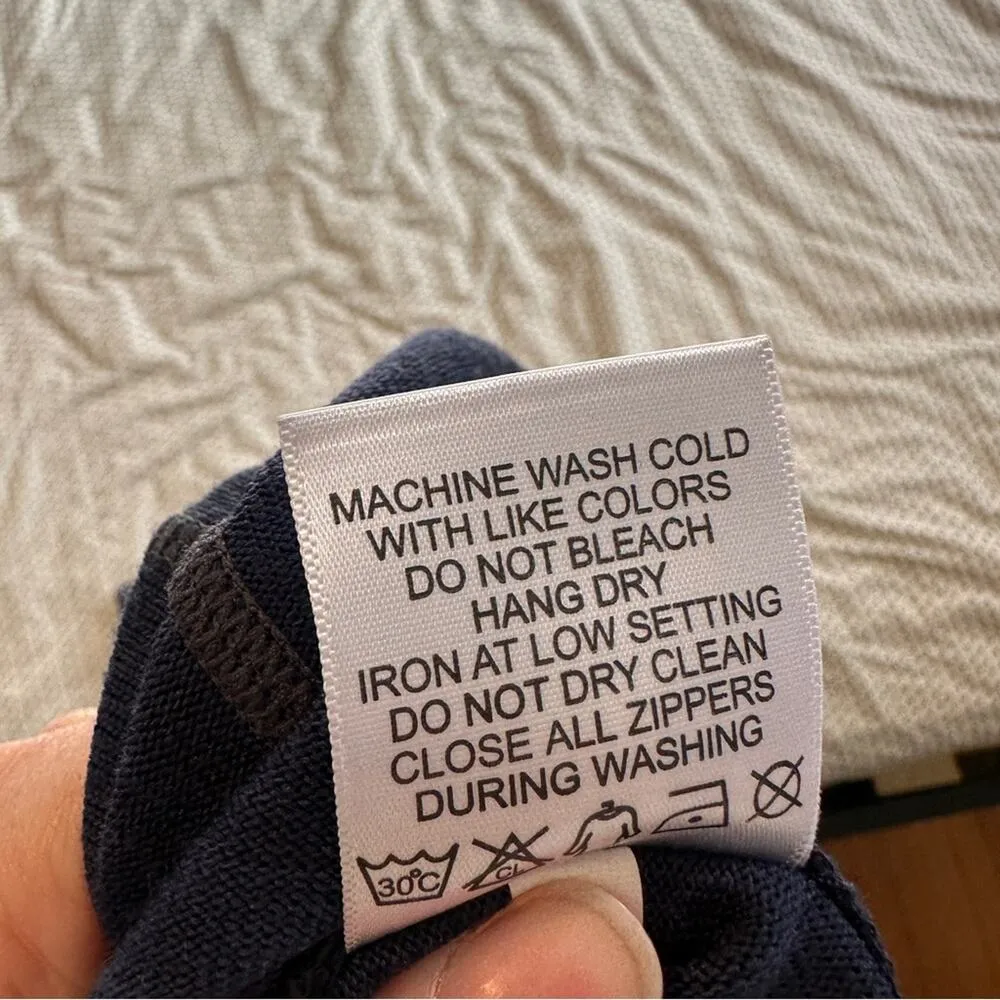 MACHINE WASH COLD
WITH LIKE COLORS
DO NOT BLEACH
HANG DRY
IRON AT LOW SETTING
DO NOT DRY CLEAN
CLOSE ALL ZIPPERS
DURING WASHING
30°C CL